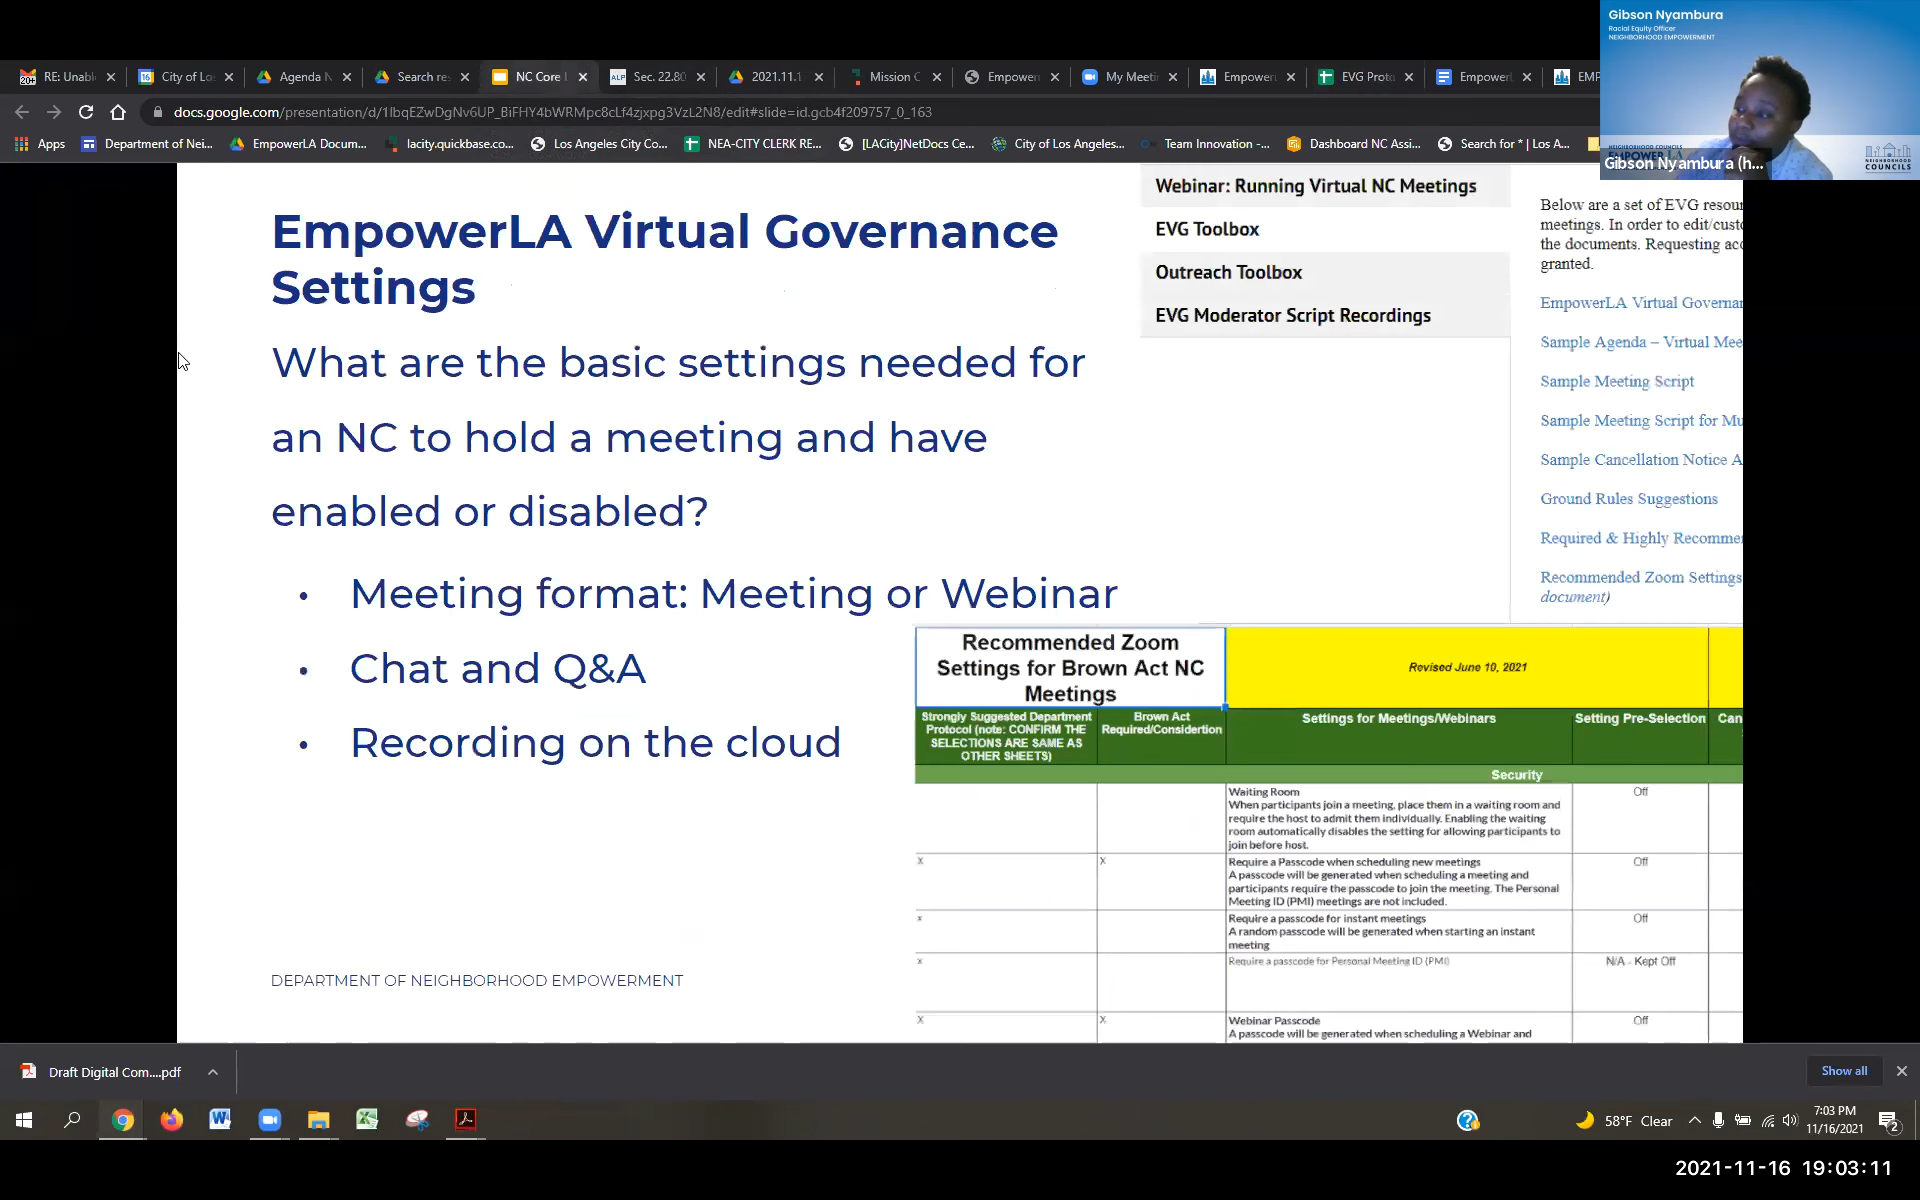 Gibson Nyambura
Racial Equity Officer
NEIGHBORHOOD EMPOWERMENT
RE: Unabl
City of Lo
Agenda N
Search res
NC Core
Sec. 22.80
2021.11.1
Mission C
Empower
My Meeti
Empower
EVG Proto
Empower
EMP
docs.google.com/presentation/d/1IbqEZwDgNv6UP_BiFHY4bWRMpc8cLf4zjxpg3VzL2N8/edit#slide=id.gcb4f209757_0_163
Apps
Department of Nei...
EmpowerLA Docum...
lacity.quickbase.co...
Los Angeles City Co...
NEA-CITY CLERK RE...
[LACity]NetDocs Ce...
City of Los Angeles...
Team Innovation -...
Dashboard NC Assi...
Search for * | Los A...
Gibson Nyambura (h...
NEIGHBORHOOD
COUNCILS
EmpowerLA Virtual Governance
Settings
What are the basic settings needed for
an NC to hold a meeting and have
enabled or disabled?
• Meeting format: Meeting or Webinar
• Chat and Q&A
• Recording on the cloud
DEPARTMENT OF NEIGHBORHOOD EMPOWERMENT
Webinar: Running Virtual NC Meetings
EVG Toolbox
Outreach Toolbox
EVG Moderator Script Recordings
Below are a set of EVG resour
meetings. In order to edit/custo
the documents. Requesting acc
granted.
EmpowerLA Virtual Governan
Sample Agenda – Virtual Mee
Sample Meeting Script
Sample Meeting Script for Mu
Sample Cancellation Notice A
Ground Rules Suggestions
Required & Highly Recomme
Recommended Zoom Settings
document)
Recommended Zoom
Settings for Brown Act NC
Meetings
Revised June 10, 2021
Strongly Suggested Department
Protocol (note: CONFIRM THE
SELECTIONS ARE SAME AS
OTHER SHEETS)
Brown Act
Required/Considertion
Settings for Meetings/Webinars
Setting Pre-Selection
Can
Security
Waiting Room
When participants join a meeting, place them in a waiting room and
require the host to admit them individually. Enabling the waiting
room automatically disables the setting for allowing participants to
join before host.
Off
X X
Require a Passcode when scheduling new meetings
A passcode will be generated when scheduling a meeting and
participants require the passcode to join the meeting. The Personal
Meeting ID (PMI) meetings are not included.
Off
x
Require a passcode for instant meetings
A random passcode will be generated when starting an instant
meeting
Off
x
Require a passcode for Personal Meeting ID (PMI)
N/A - Kept Off
X X
Webinar Passcode
A passcode will be generated when scheduling a Webinar and
Off
Draft Digital Com....pdf
Show all
58°F Clear
7:03 PM
11/16/2021
2
2021-11-16 19:03:11